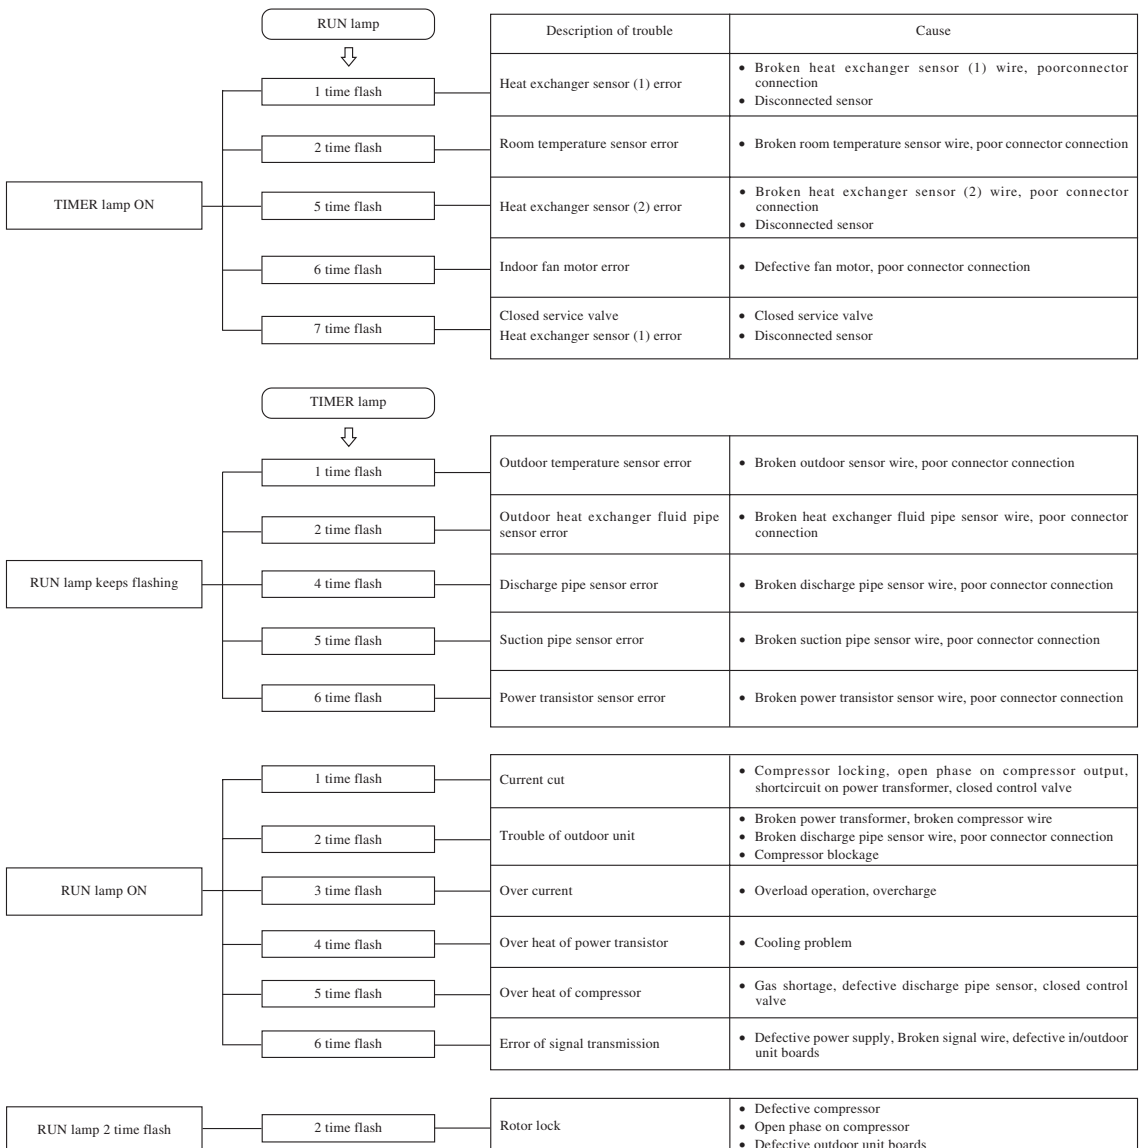 RUN lamp
Description of trouble
Cause
TIMER lamp ON
1 time flash
Heat exchanger sensor (1) error
• Broken heat exchanger sensor (1) wire, poorconnector
connection
• Disconnected sensor
2 time flash
Room temperature sensor error
• Broken room temperature sensor wire, poor connector connection
5 time flash
Heat exchanger sensor (2) error
• Broken heat exchanger sensor (2) wire, poor connector
connection
• Disconnected sensor
6 time flash
Indoor fan motor error
• Defective fan motor, poor connector connection
7 time flash
Closed service valve
Heat exchanger sensor (1) error
• Closed service valve
• Disconnected sensor
TIMER lamp
RUN lamp keeps flashing
1 time flash
Outdoor temperature sensor error
• Broken outdoor sensor wire, poor connector connection
2 time flash
Outdoor heat exchanger fluid pipe
sensor error
• Broken heat exchanger fluid pipe sensor wire, poor connector
connection
4 time flash
Discharge pipe sensor error
• Broken discharge pipe sensor wire, poor connector connection
5 time flash
Suction pipe sensor error
• Broken suction pipe sensor wire, poor connector connection
6 time flash
Power transistor sensor error
• Broken power transistor sensor wire, poor connector connection
RUN lamp ON
1 time flash
Current cut
• Compressor locking, open phase on compressor output,
shortcircuit on power transformer, closed control valve
2 time flash
Trouble of outdoor unit
• Broken power transformer, broken compressor wire
• Broken discharge pipe sensor wire, poor connector connection
• Compressor blockage
3 time flash
Over current
• Overload operation, overcharge
4 time flash
Over heat of power transistor
• Cooling problem
5 time flash
Over heat of compressor
• Gas shortage, defective discharge pipe sensor, closed control
valve
6 time flash
Error of signal transmission
• Defective power supply, Broken signal wire, defective in/outdoor
unit boards
RUN lamp 2 time flash
2 time flash
Rotor lock
• Defective compressor
• Open phase on compressor
• Defective outdoor unit boards